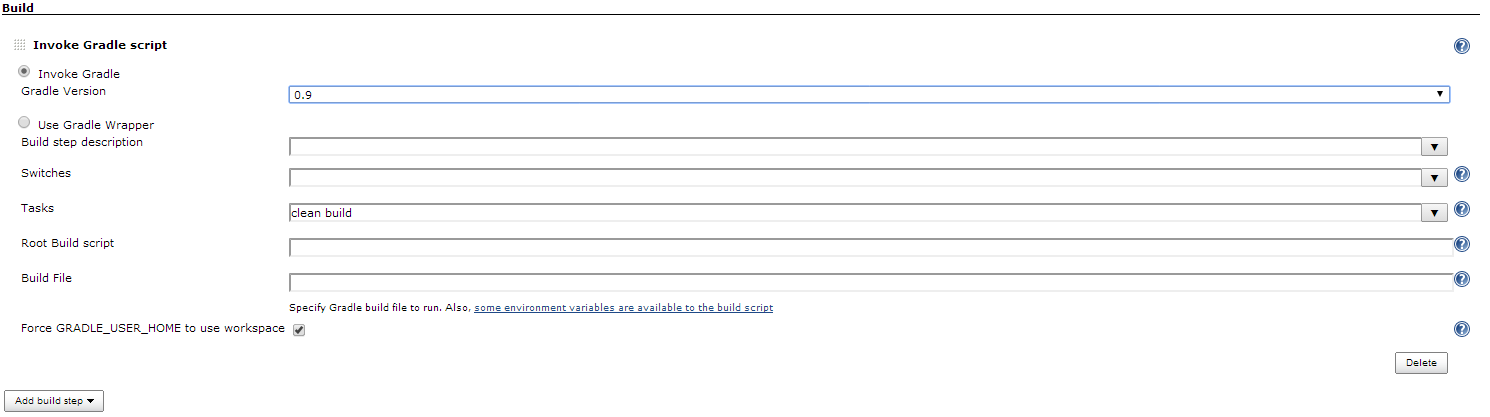 Build
Invoke Gradle script
Invoke Gradle
Gradle Version
0.9
Use Gradle Wrapper
Build step description
Switches
Tasks
clean build
Root Build script
Build File
Specify Gradle build file to run. Also, some environment variables are available to the build script
Force GRADLE_USER_HOME to use workspace
Delete
Add build step